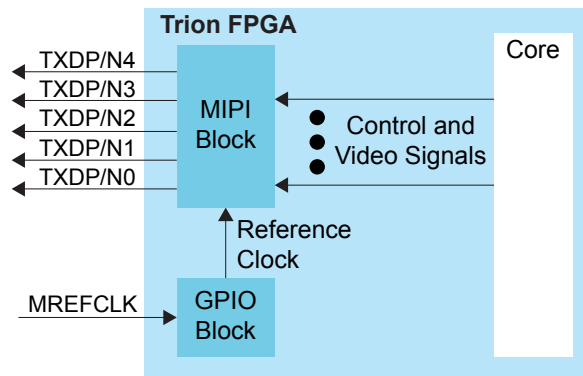 Trion FPGA
TXDP/N4
TXDP/N3
TXDP/N2
TXDP/N1
TXDP/N0
MIPI
Block
Control and
Video Signals
Core
Reference
Clock
MREFCLK
GPIO
Block